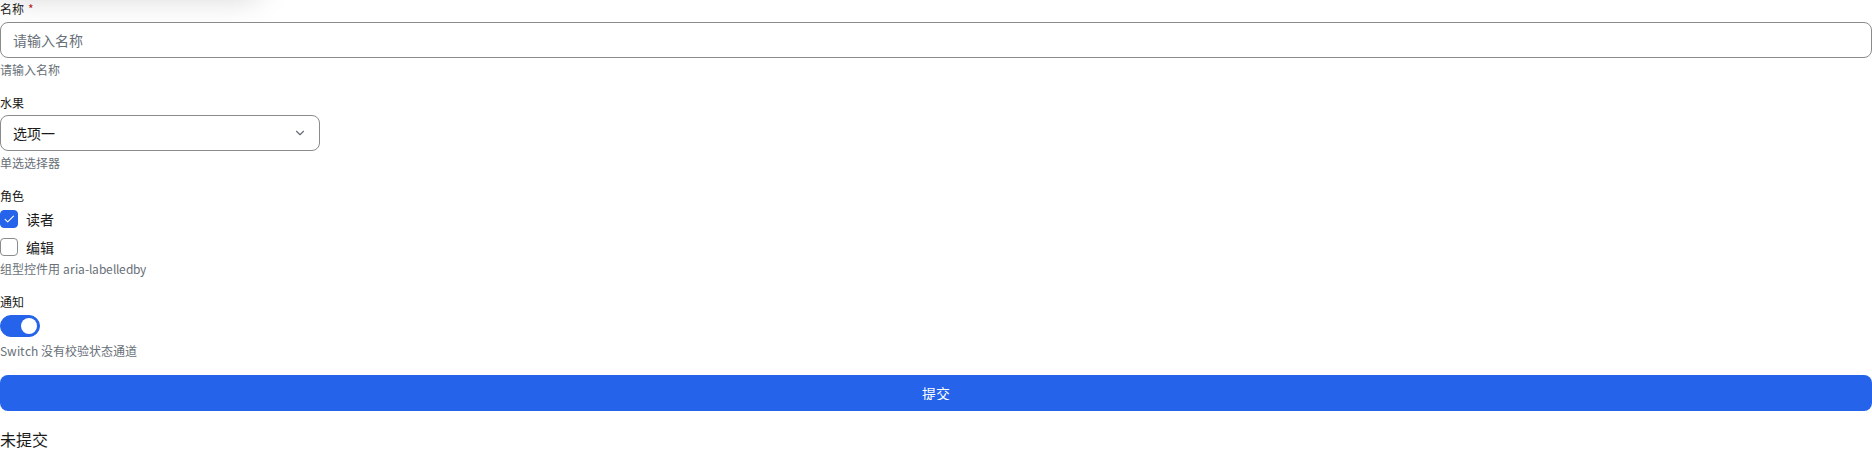 名称 *
请输入名称
请输入名称
水果
选项一
单选选择器
角色
读者
编辑
组型控件用 aria-labelledby
通知
Switch 没有校验状态通道
提交
未提交